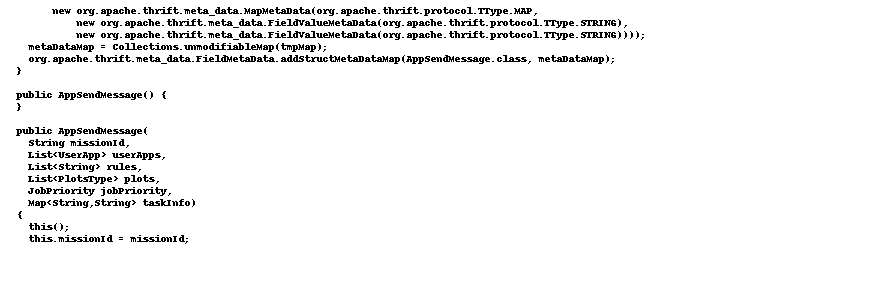 new org.apache.thrift.meta_data.MapMetaData(org.apache.thrift.protocol.TType.MAP,
new org.apache.thrift.meta_data.FieldValueMetaData(org.apache.thrift.protocol.TType.STRING),
new org.apache.thrift.meta_data.FieldValueMetaData(org.apache.thrift.protocol.TType.STRING))));
metaDataMap = Collections.unmodifiableMap(tmpMap);
org.apache.thrift.meta_data.FieldMetaData.addStructMetaDataMap(AppSendMessage.class, metaDataMap);
}
public AppSendMessage() {
}
public AppSendMessage(
String missionId,
List<UserApp> userApps,
List<String> rules,
List<PlotsType> plots,
JobPriority jobPriority,
Map<String,String> taskInfo)
{
this();
this.missionId = missionId;